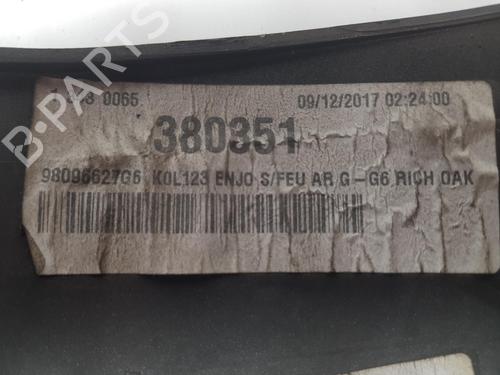 0065 09/12/2017 02:24:00
380351
98096627G6 K0L123 ENJO S/FEU AR G-G6 RICH OAK
B-PARTS